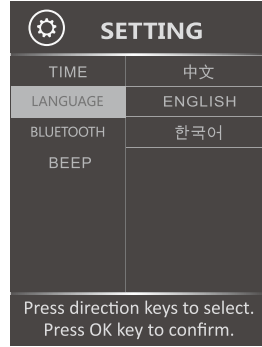 SETTING
TIME
中文
LANGUAGE
ENGLISH
BLUETOOTH
한국어
BEEP
Press direction keys to select.
Press OK key to confirm.